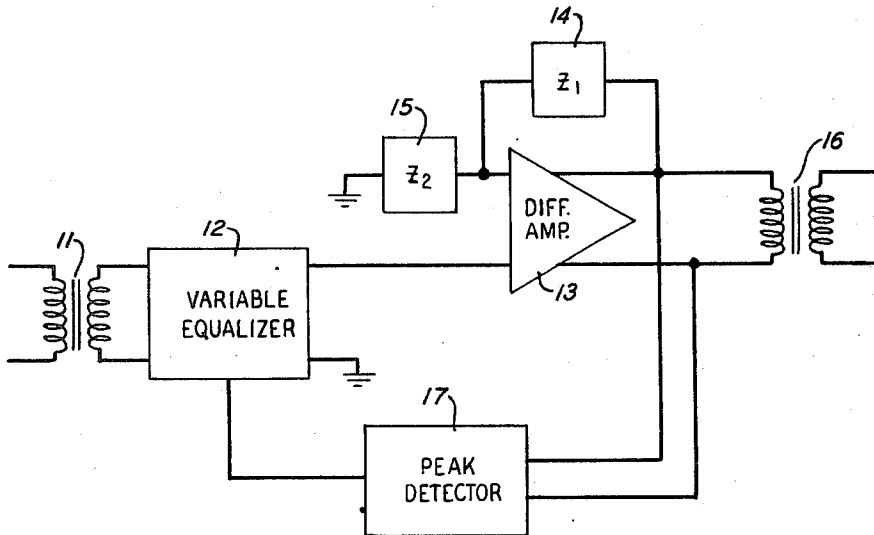 14
Z1
15
Z2
16
DIFF.
AMP.
13
11
12
VARIABLE
EQUALIZER
17
PEAK
DETECTOR